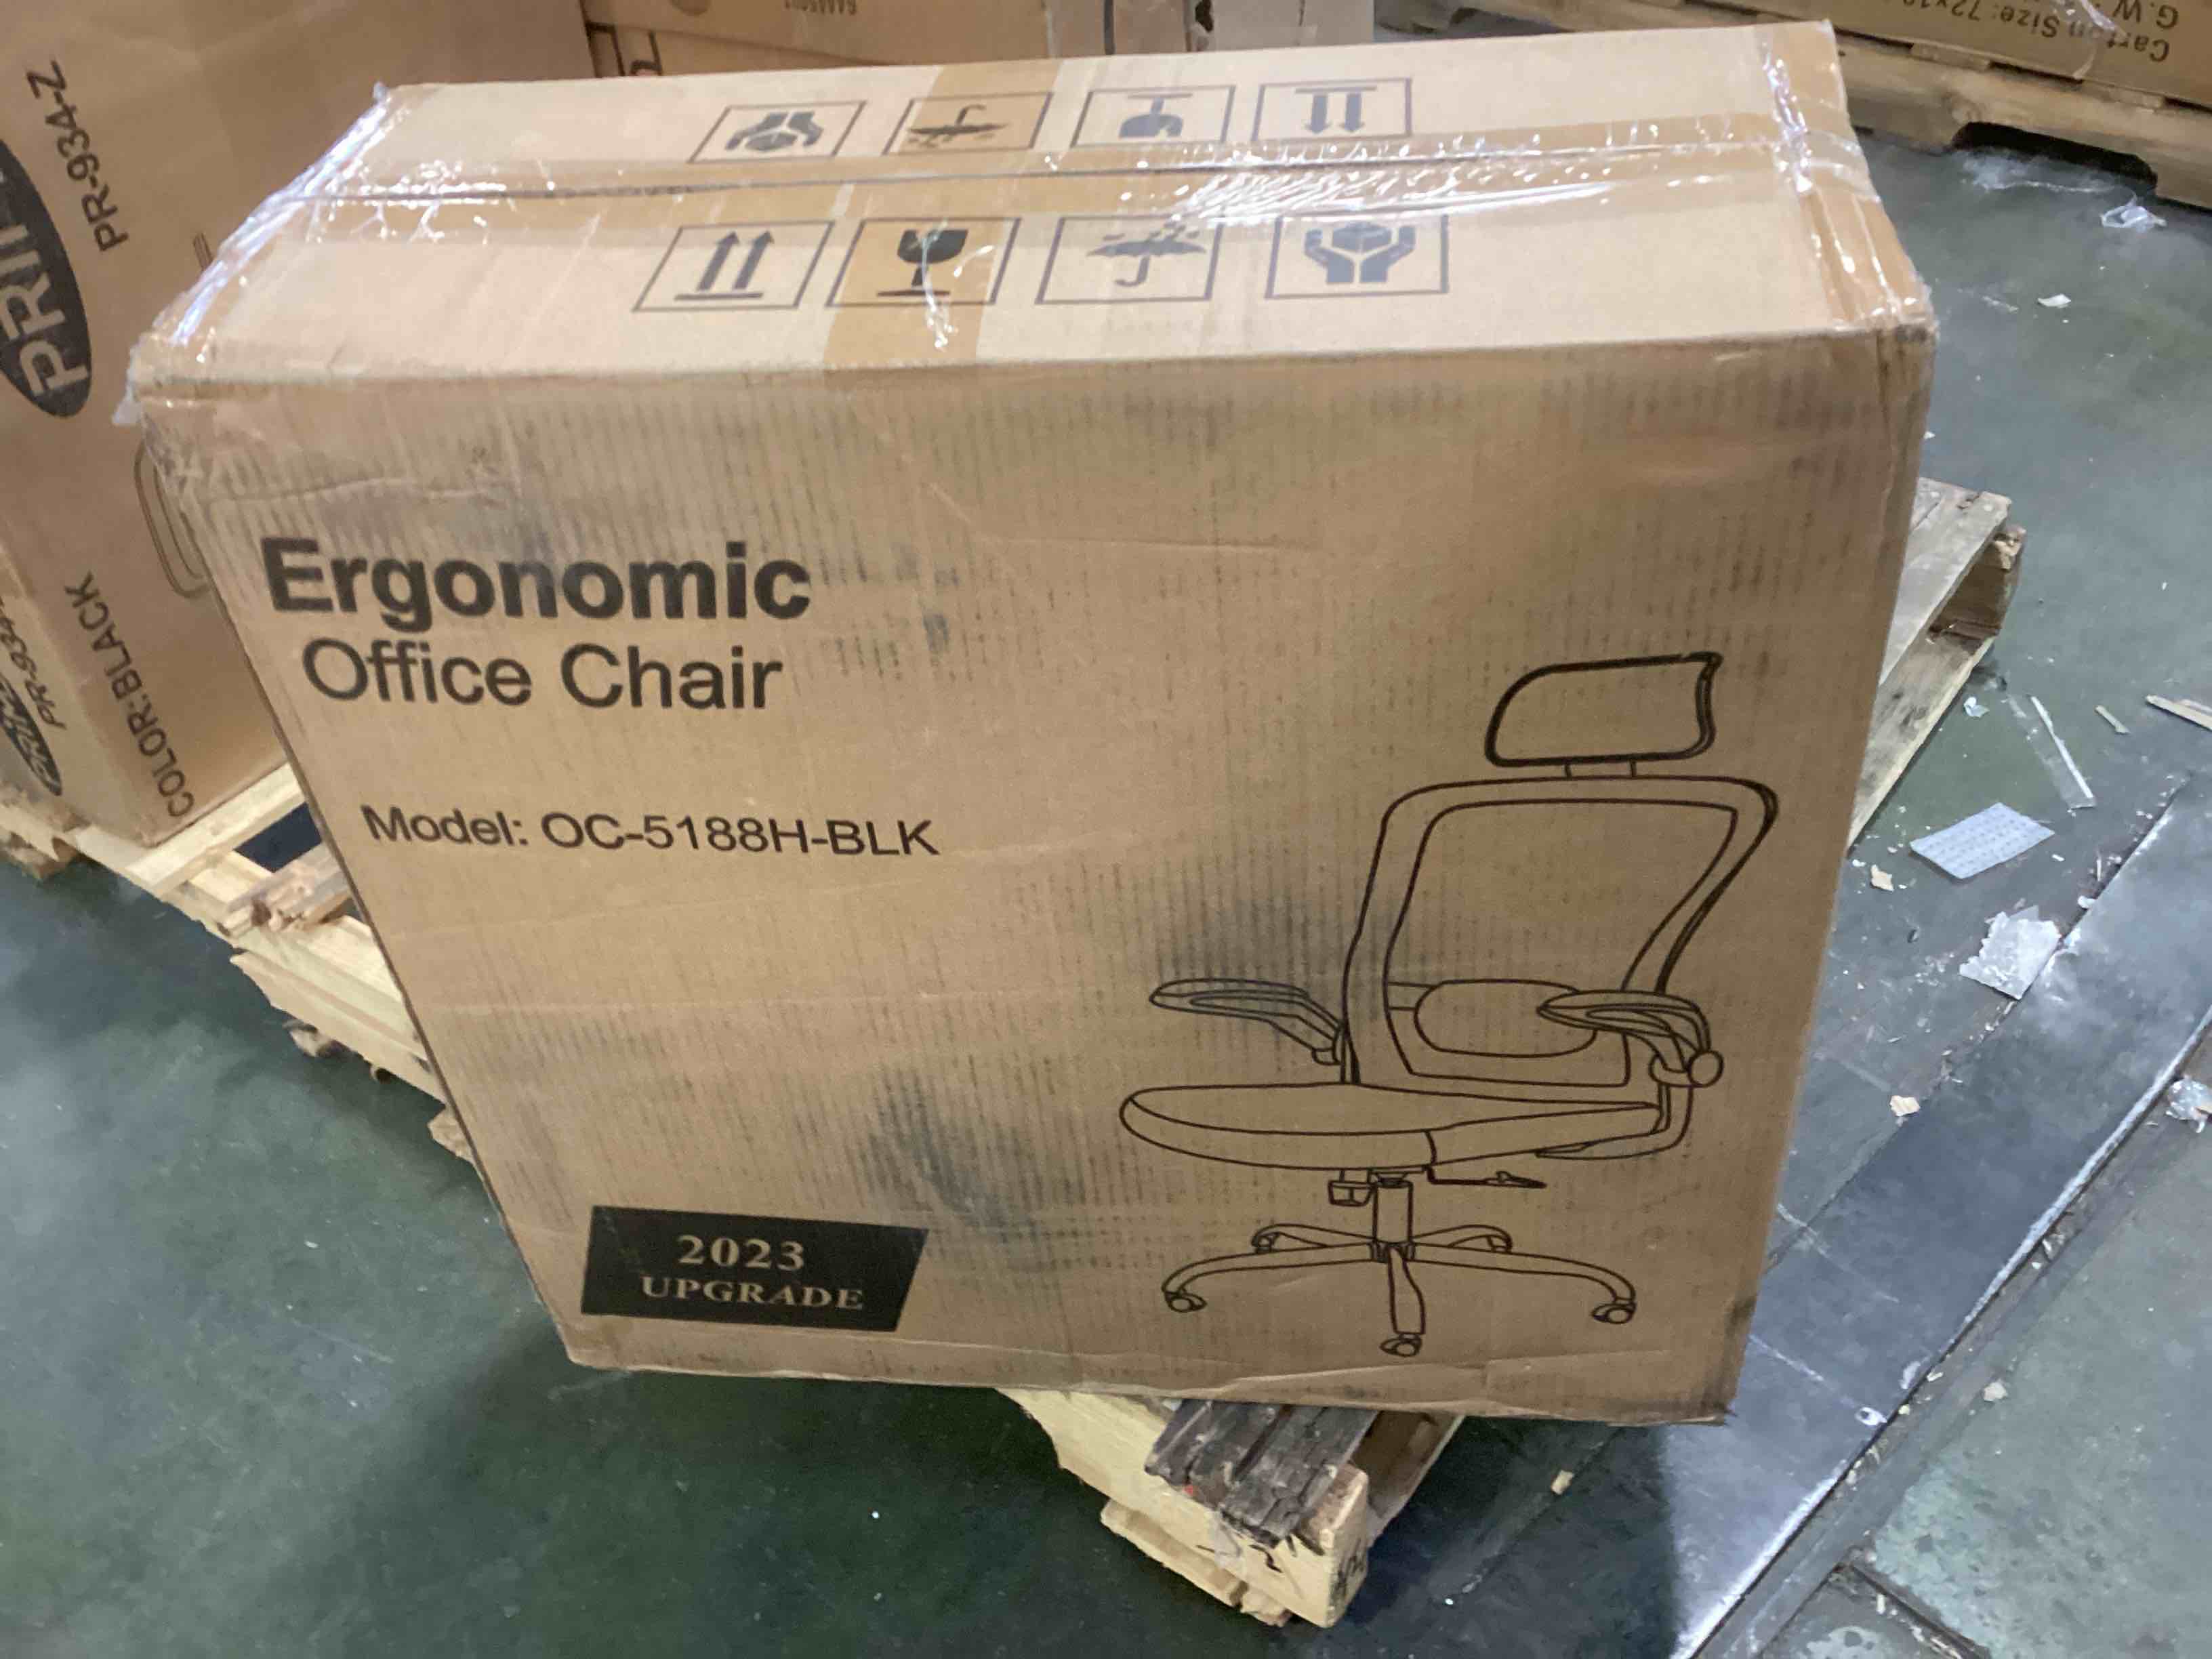 Ergonomic
Office Chair
Model: OC-5188H-BLK
2023
UPGRADE
PR-934-Z
COLOR:BLACK
G.W.